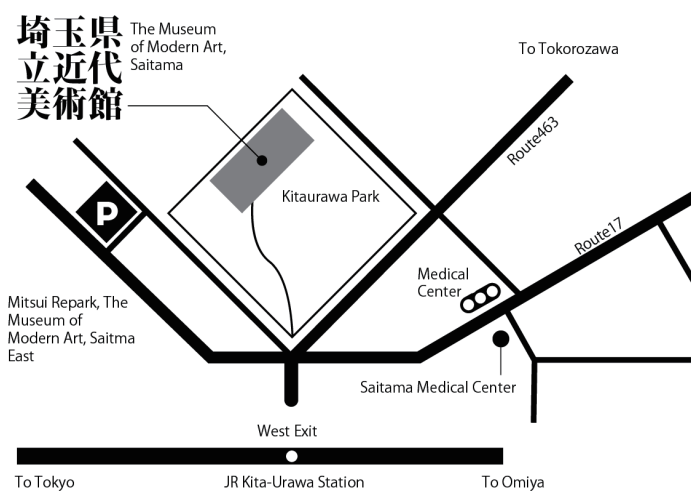 埼玉県
立近代
美術館
The Museum
of Modern Art,
Saitama
To Tokorozawa
Route463
Kitaurawa Park
P
Route17
Medical
Center
Mitsui Repark, The
Museum of
Modern Art, Saitma
East
Saitama Medical Center
West Exit
To Tokyo
JR Kita-Urawa Station
To Omiya